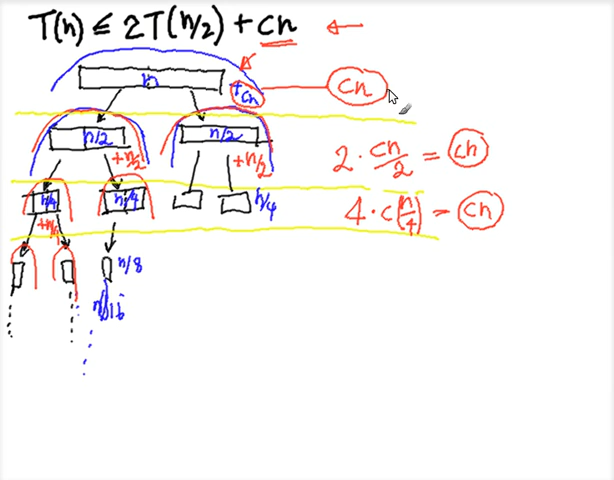 T(n) ≤ 2T(n/2) + cn ←
n
+cn
cn
n/2
n/2
+n/2
+n/2
2 · cn/2 = cn
n/4
n/4
n/4
4 · c(n/4) = cn
n/8
n/16